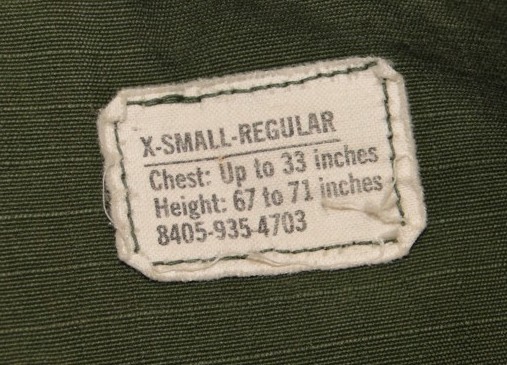 X-SMALL-REGULAR
Chest: Up to 33 inches
Height: 67 to 71 inches
8405-935-4703